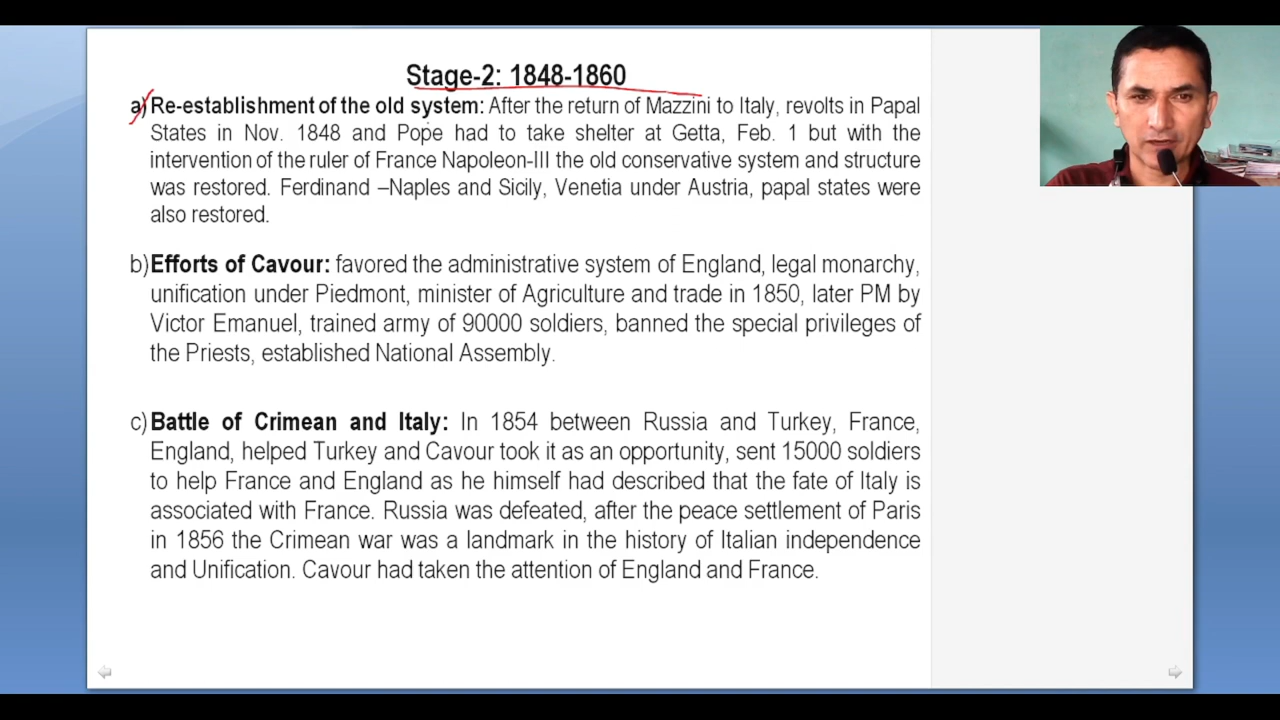 Stage-2: 1848-1860
a) Re-establishment of the old system: After the return of Mazzini to Italy, revolts in Papal
States in Nov. 1848 and Pope had to take shelter at Getta, Feb. 1 but with the
intervention of the ruler of France Napoleon-III the old conservative system and structure
was restored. Ferdinand –Naples and Sicily, Venetia under Austria, papal states were
also restored.
b) Efforts of Cavour: favored the administrative system of England, legal monarchy,
unification under Piedmont, minister of Agriculture and trade in 1850, later PM by
Victor Emanuel, trained army of 90000 soldiers, banned the special privileges of
the Priests, established National Assembly.
c) Battle of Crimean and Italy: In 1854 between Russia and Turkey, France,
England, helped Turkey and Cavour took it as an opportunity, sent 15000 soldiers
to help France and England as he himself had described that the fate of Italy is
associated with France. Russia was defeated, after the peace settlement of Paris
in 1856 the Crimean war was a landmark in the history of Italian independence
and Unification. Cavour had taken the attention of England and France.